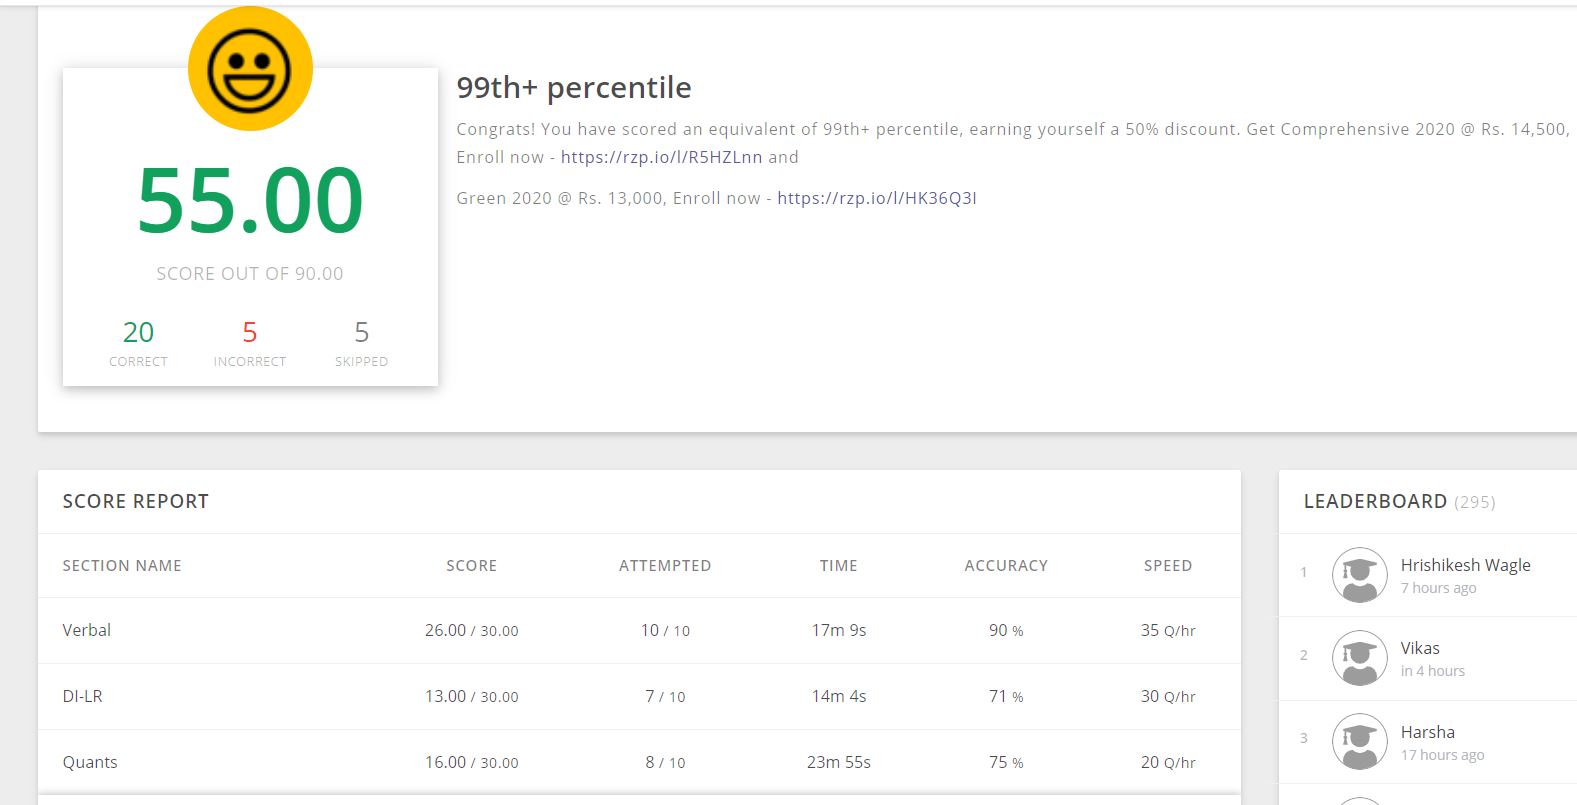 99th+ percentile
Congrats! You have scored an equivalent of 99th+ percentile, earning yourself a 50% discount. Get Comprehensive 2020 @ Rs. 14,500,
Enroll now - https://rzp.io/l/R5HZLnn and
Green 2020 @ Rs. 13,000, Enroll now - https://rzp.io/l/HK36Q3I
55.00
SCORE OUT OF 90.00
20 5 5
CORRECT INCORRECT SKIPPED
SCORE REPORT
SECTION NAME SCORE ATTEMPTED TIME ACCURACY SPEED
Verbal 26.00 / 30.00 10 / 10 17m 9s 90 % 35 Q/hr
DI-LR 13.00 / 30.00 7 / 10 14m 4s 71 % 30 Q/hr
Quants 16.00 / 30.00 8 / 10 23m 55s 75 % 20 Q/hr
LEADERBOARD (295)
1 Hrishikesh Wagle
7 hours ago
2 Vikas
in 4 hours
3 Harsha
17 hours ago